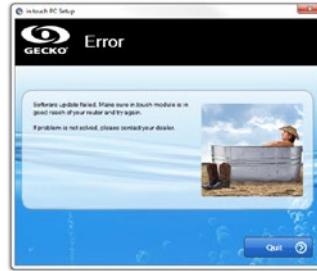 in.touch PC Setup
GECKO
Error
Software update failed. Make sure in.touch module is in
good reach of your router and try again.
If problem is not solved, please contact your dealer.
Quit